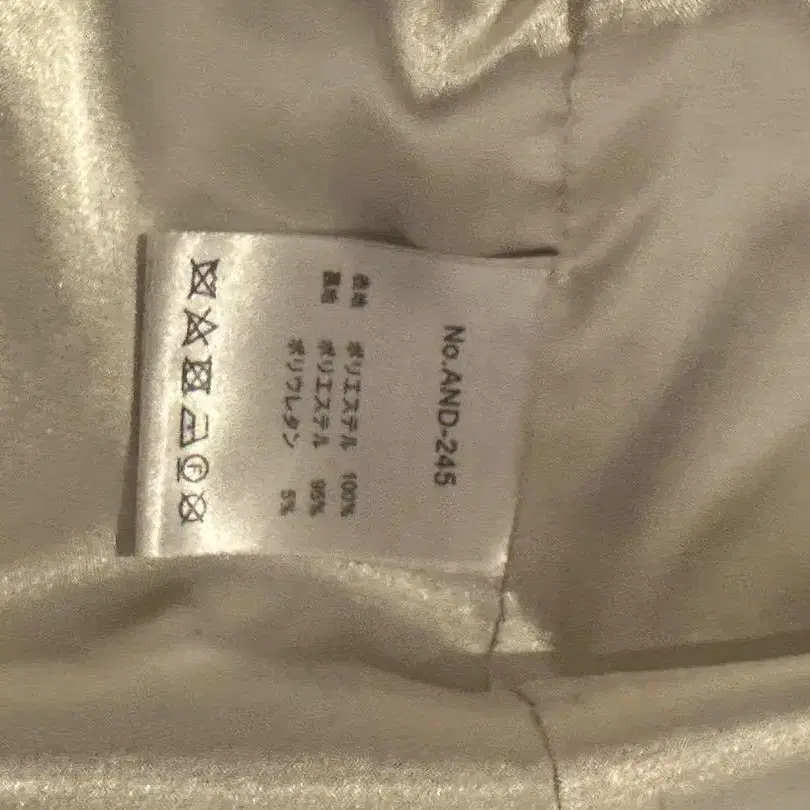 No.AND-245
表地 ポリエステル 100%
裏地 ポリエステル 95%
ポリウレタン 5%